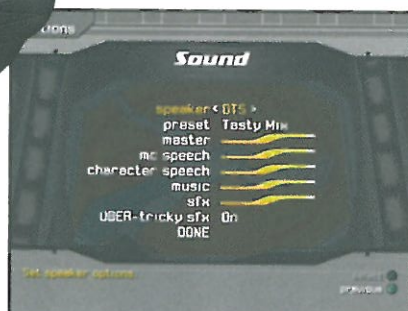 Sound
speaker < DTS >
preset Tasty Mix
master
mc speech
character speech
music
sfx
UBER-tricky sfx On
DONE
Set speaker options.
previous